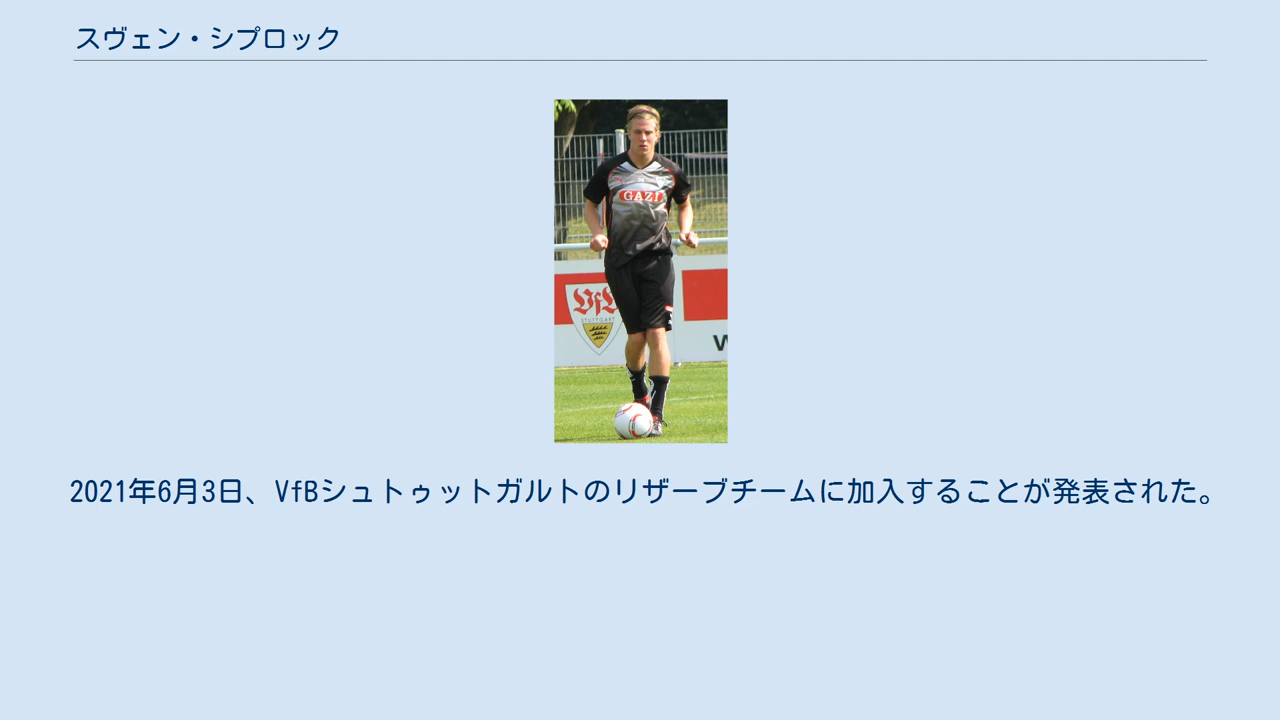 スヴェン・シプロック
GAZI
VfB
STUTTGART
W
2021年6月3日、VfBシュトゥットガルトのリザーブチームに加入することが発表された。